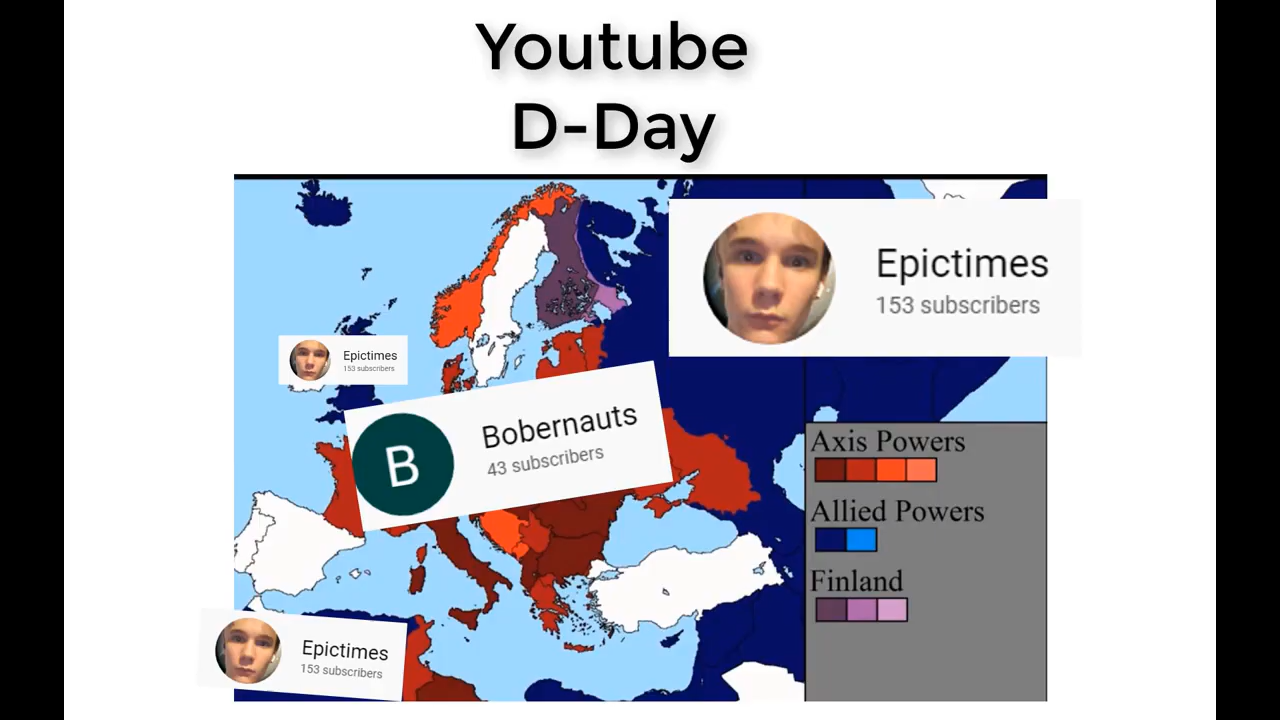 Youtube
D-Day
Epictimes
153 subscribers
Epictimes
153 subscribers
B
Bobernauts
43 subscribers
Axis Powers
Allied Powers
Finland
Epictimes
153 subscribers